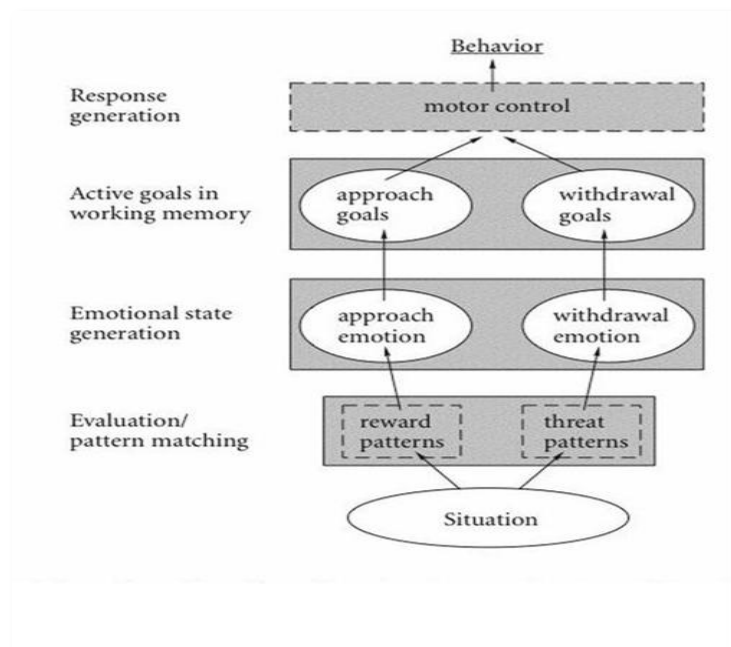 Behavior
Response
generation
motor control
Active goals in
working memory
approach
goals
withdrawal
goals
Emotional state
generation
approach
emotion
withdrawal
emotion
Evaluation/
pattern matching
reward
patterns
threat
patterns
Situation